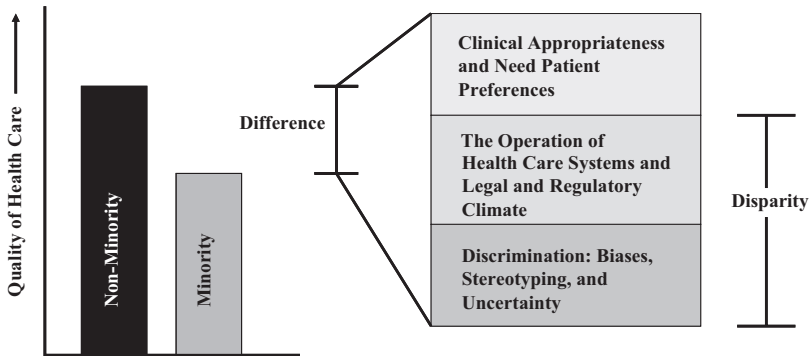 Quality of Health Care
Non-Minority
Minority
Difference
Clinical Appropriateness
and Need Patient
Preferences
The Operation of
Health Care Systems and
Legal and Regulatory
Climate
Discrimination: Biases,
Stereotyping, and
Uncertainty
Disparity